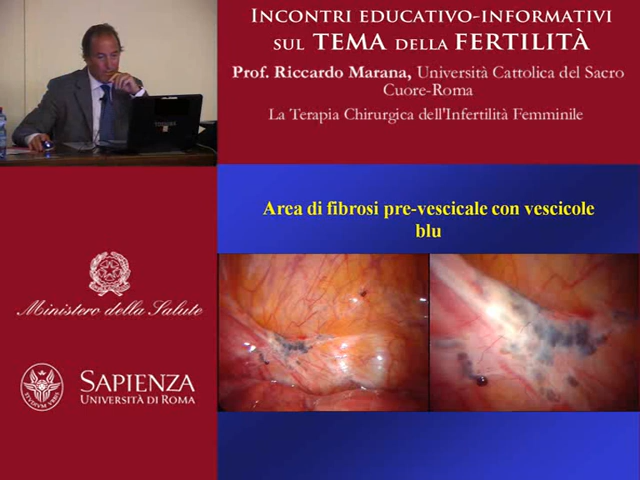 INCONTRI EDUCATIVO-INFORMATIVI
SUL TEMA DELLA FERTILITÀ
Prof. Riccardo Marana, Università Cattolica del Sacro
Cuore-Roma
La Terapia Chirurgica dell'Infertilità Femminile
Area di fibrosi pre-vescicale con vescicole
blu
Ministero della Salute
SAPIENZA
UNIVERSITÀ DI ROMA